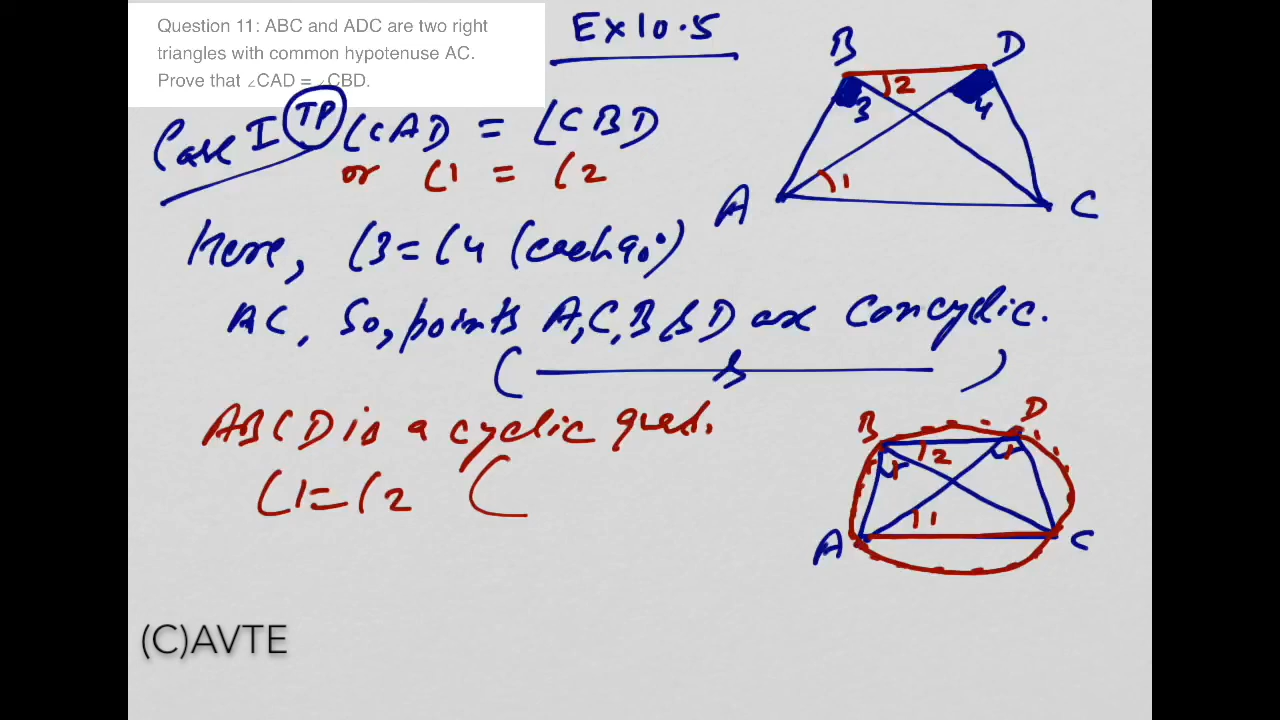 Question 11: ABC and ADC are two right
triangles with common hypotenuse AC.
Prove that ∠CAD = ∠CBD.
Ex 10.5
Case I TP ∠CAD = ∠CBD
or ∠1 = ∠2
Here, ∠3 = ∠4 (each 90°)
AC, So, points A, C, B & D are Concyclic.
( )
ABCD is a cyclic quad.
∠1 = ∠2 (
B D
2
3 4
1
A C
B D
2
1
A C
(C)AVTE